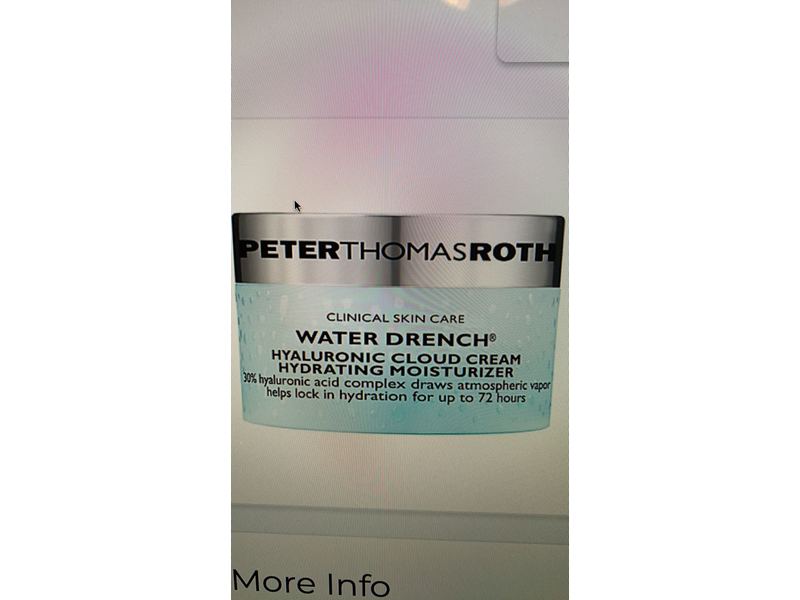 PETERTHOMASROTH
CLINICAL SKIN CARE
WATER DRENCH®
HYALURONIC CLOUD CREAM
HYDRATING MOISTURIZER
30% hyaluronic acid complex draws atmospheric vapor
helps lock in hydration for up to 72 hours
More Info